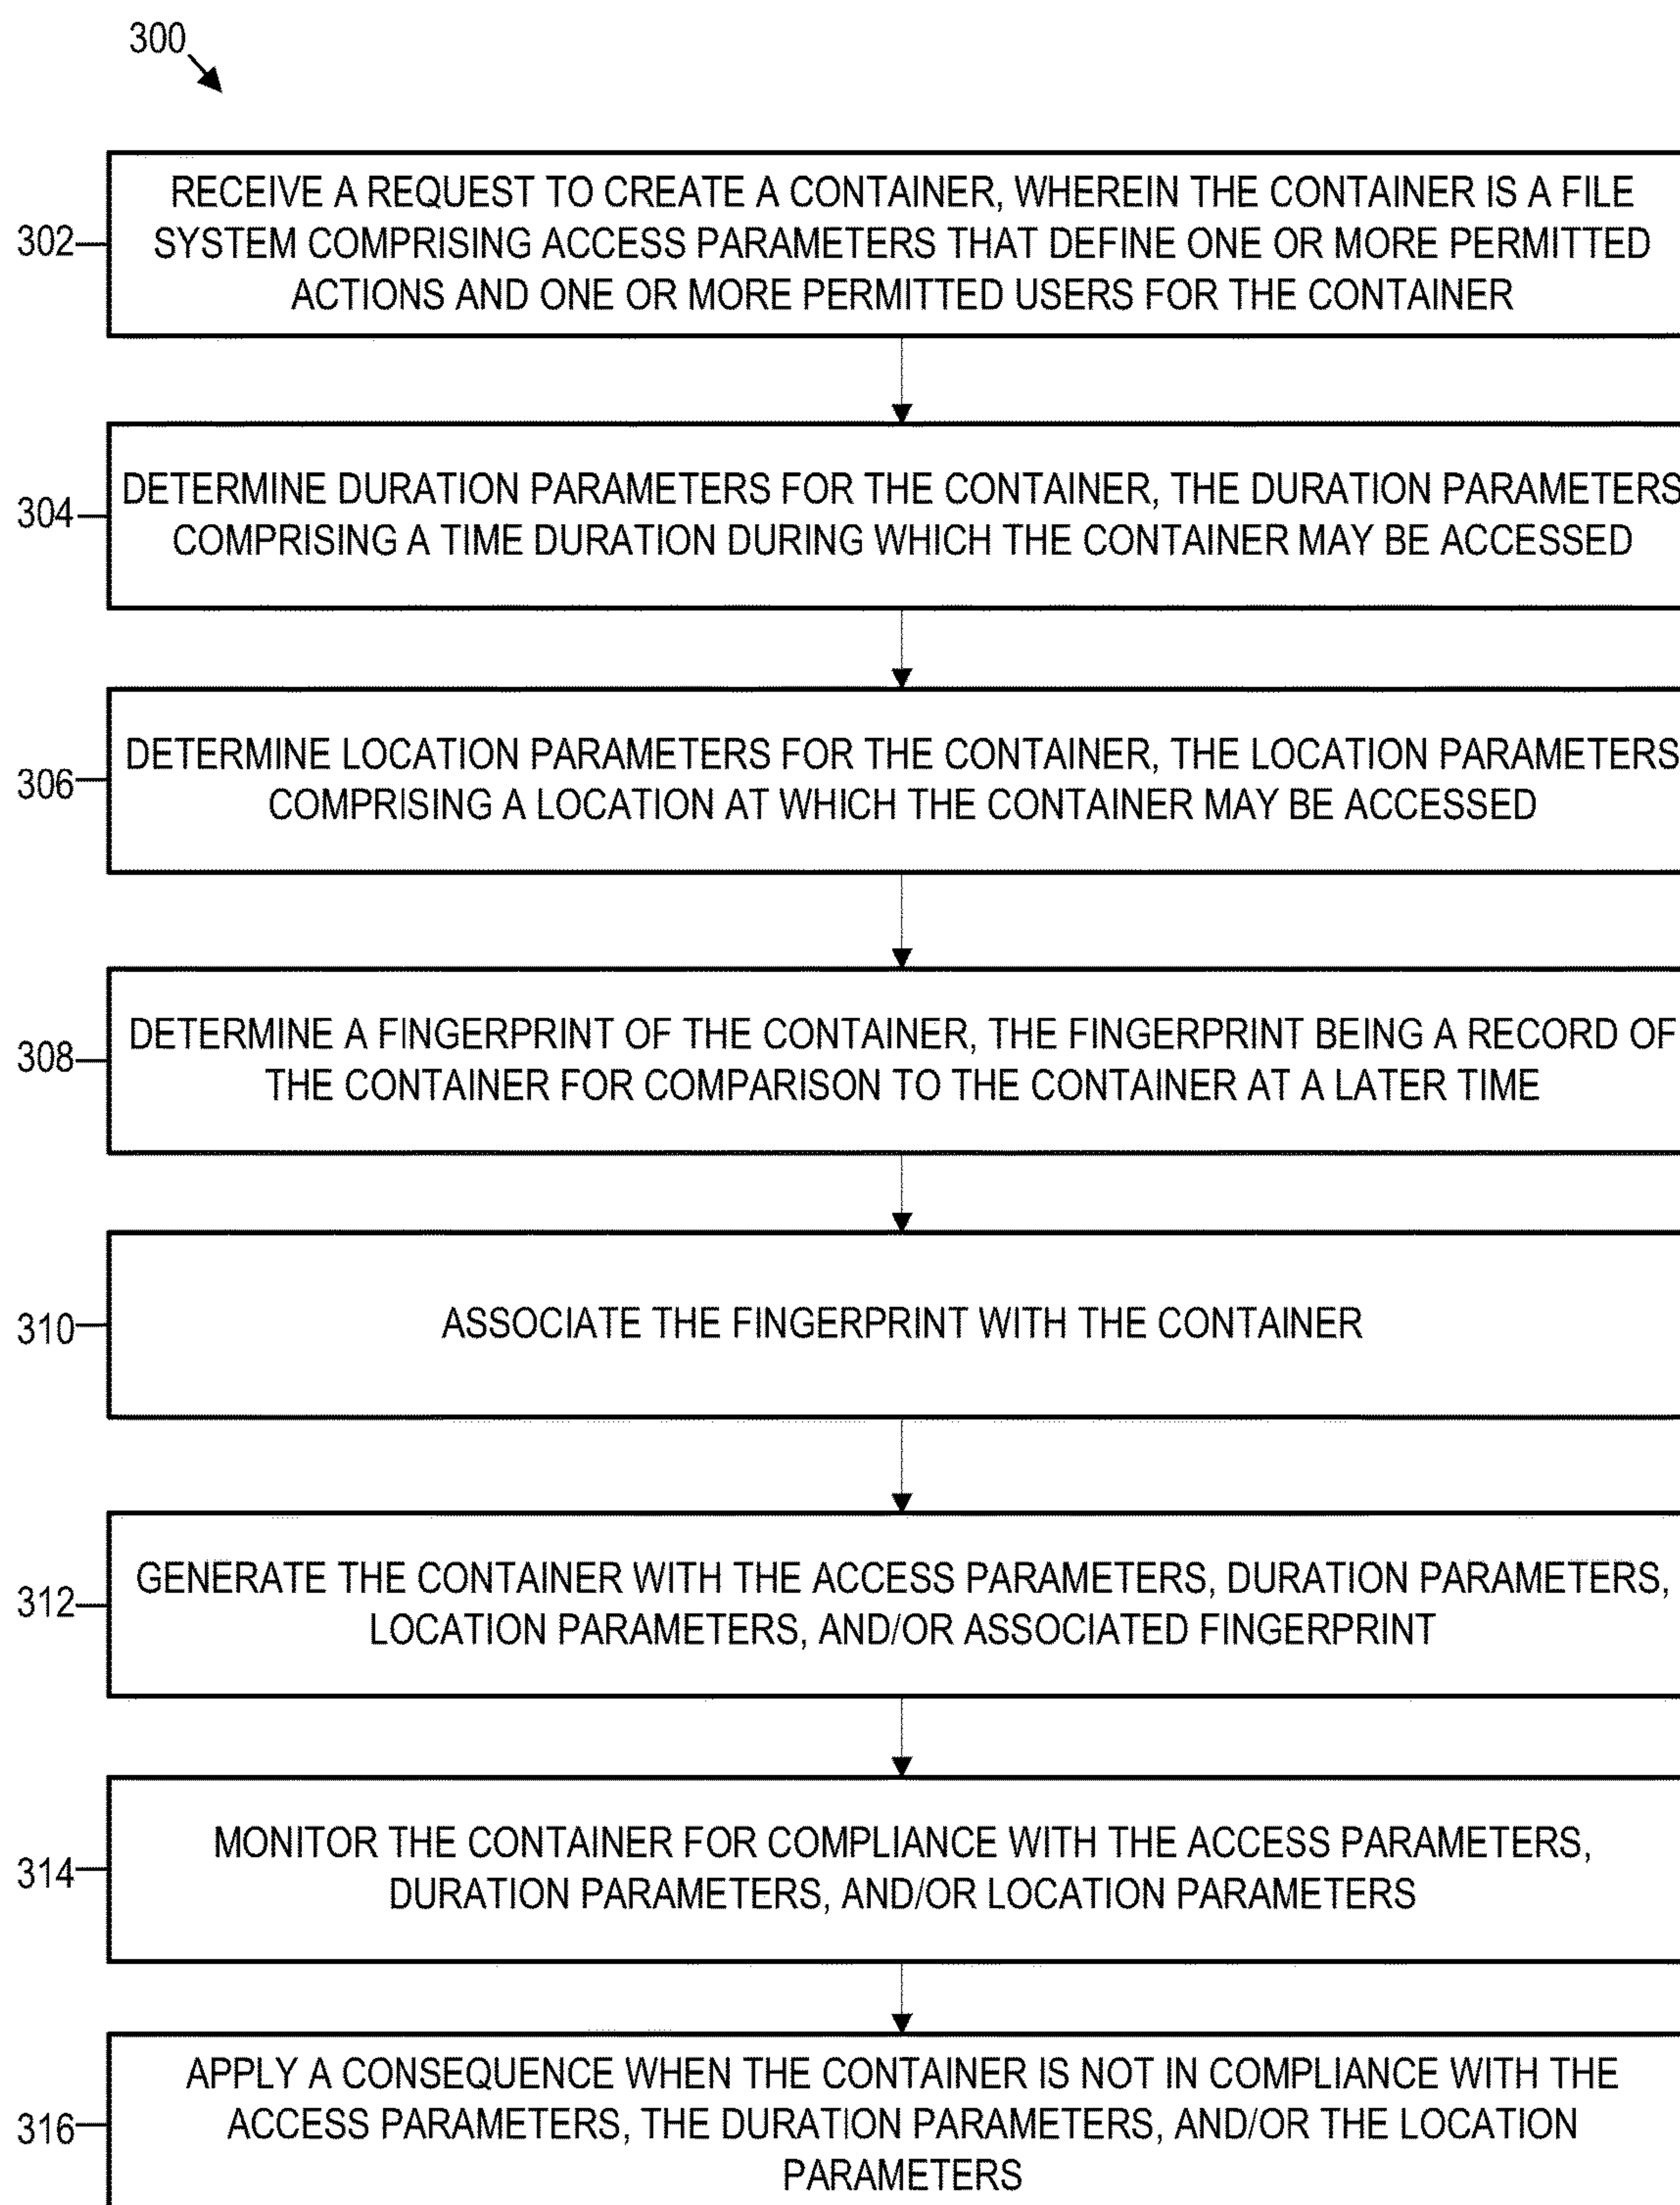 300
302
RECEIVE A REQUEST TO CREATE A CONTAINER, WHEREIN THE CONTAINER IS A FILE
SYSTEM COMPRISING ACCESS PARAMETERS THAT DEFINE ONE OR MORE PERMITTED
ACTIONS AND ONE OR MORE PERMITTED USERS FOR THE CONTAINER
304
DETERMINE DURATION PARAMETERS FOR THE CONTAINER, THE DURATION PARAMETERS
COMPRISING A TIME DURATION DURING WHICH THE CONTAINER MAY BE ACCESSED
306
DETERMINE LOCATION PARAMETERS FOR THE CONTAINER, THE LOCATION PARAMETERS
COMPRISING A LOCATION AT WHICH THE CONTAINER MAY BE ACCESSED
308
DETERMINE A FINGERPRINT OF THE CONTAINER, THE FINGERPRINT BEING A RECORD OF
THE CONTAINER FOR COMPARISON TO THE CONTAINER AT A LATER TIME
310
ASSOCIATE THE FINGERPRINT WITH THE CONTAINER
312
GENERATE THE CONTAINER WITH THE ACCESS PARAMETERS, DURATION PARAMETERS,
LOCATION PARAMETERS, AND/OR ASSOCIATED FINGERPRINT
314
MONITOR THE CONTAINER FOR COMPLIANCE WITH THE ACCESS PARAMETERS,
DURATION PARAMETERS, AND/OR LOCATION PARAMETERS
316
APPLY A CONSEQUENCE WHEN THE CONTAINER IS NOT IN COMPLIANCE WITH THE
ACCESS PARAMETERS, THE DURATION PARAMETERS, AND/OR THE LOCATION
PARAMETERS